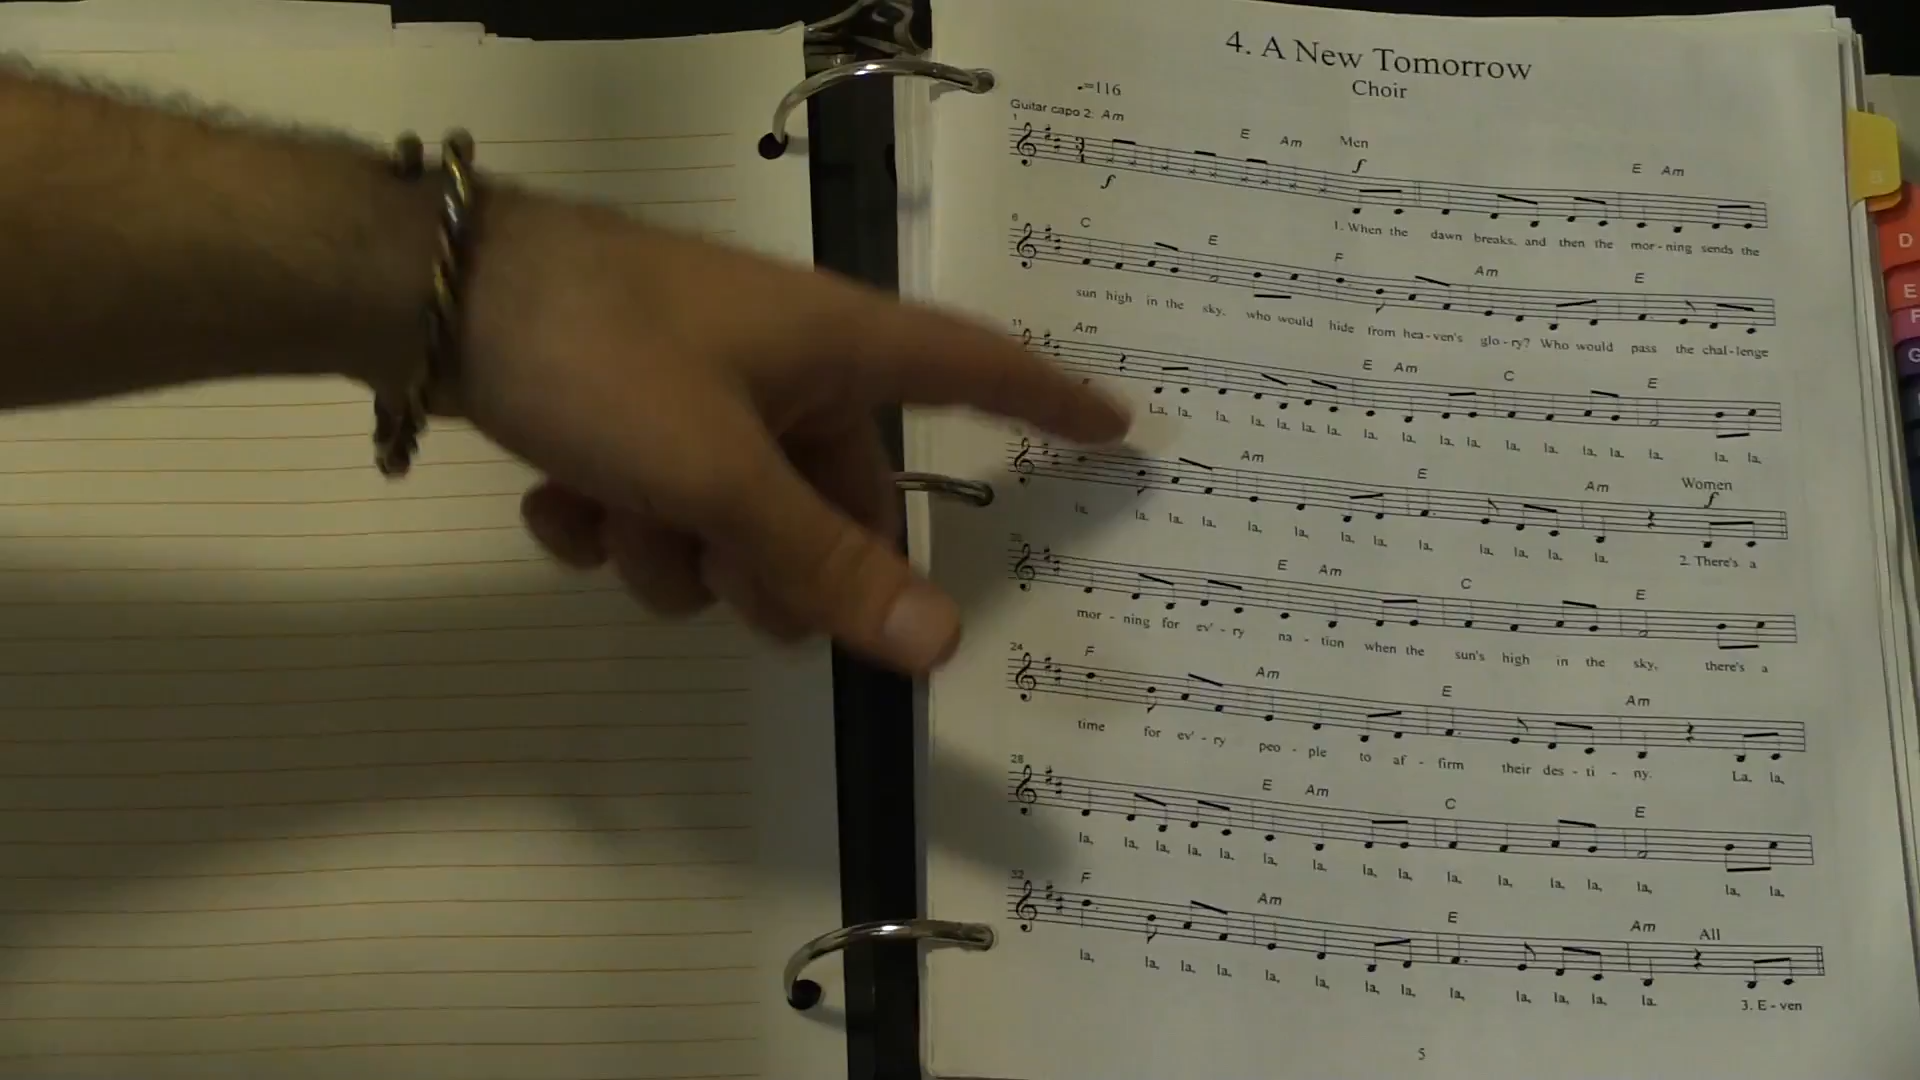 4. A New Tomorrow
Choir
♩=116
Guitar capo 2: Am
E Am Men E Am
1
f f
1. When the dawn breaks, and then the mor - ning sends the
6
C E F Am E
sun high in the sky, who would hide from hea - ven's glo - ry? Who would pass the chal - lenge
11
Am E Am C E
La, la, la, la, la, la, la, la, la, la, la, la, la, la, la, la, la, la,
Am E Am Women
f
la, la, la, la, la, la, la, la, la, la, la, la, la. 2. There's a
E Am C E
mor - ning for ev' - ry na - tion when the sun's high in the sky, there's a
24
F Am E Am
time for ev' - ry peo - ple to af - firm their des - ti - ny. La, la,
28
E Am C E
la, la, la, la, la, la, la, la, la, la, la, la, la, la, la, la,
32
F Am E Am All
la, la, la, la, la, la, la, la, la, la, la, la, la. 3. E - ven
5
D
E
F
G